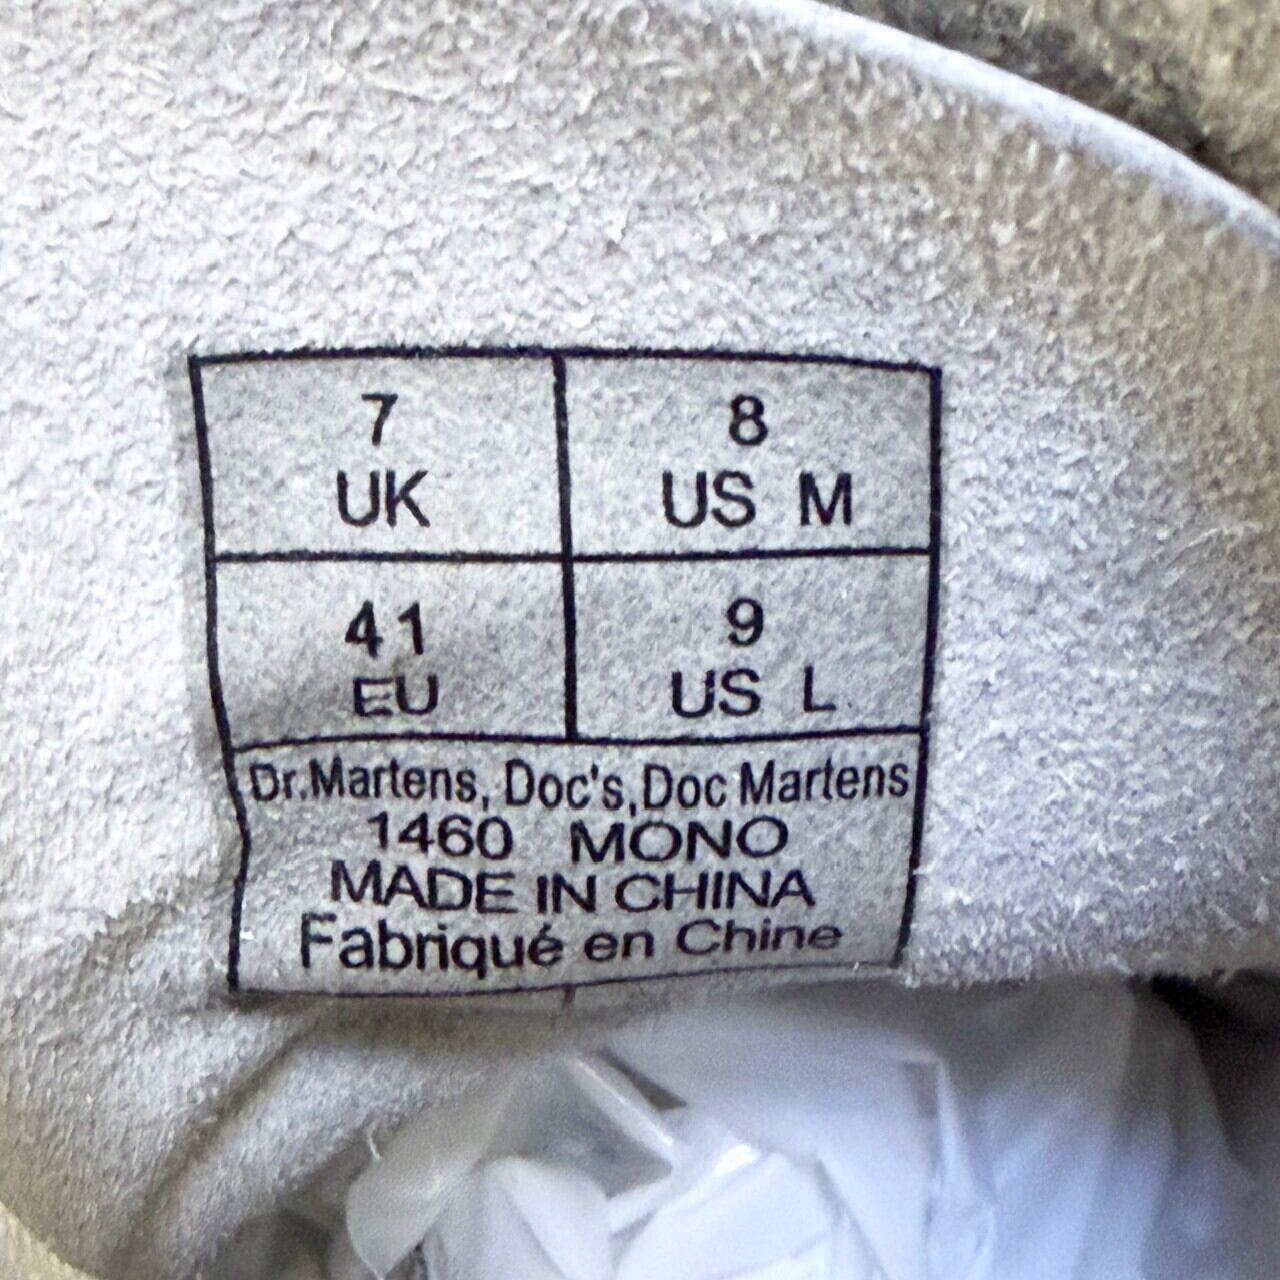 7 8
UK US M
41 9
EU US L
Dr.Martens, Doc's, Doc Martens
1460 MONO
MADE IN CHINA
Fabriqué en Chine